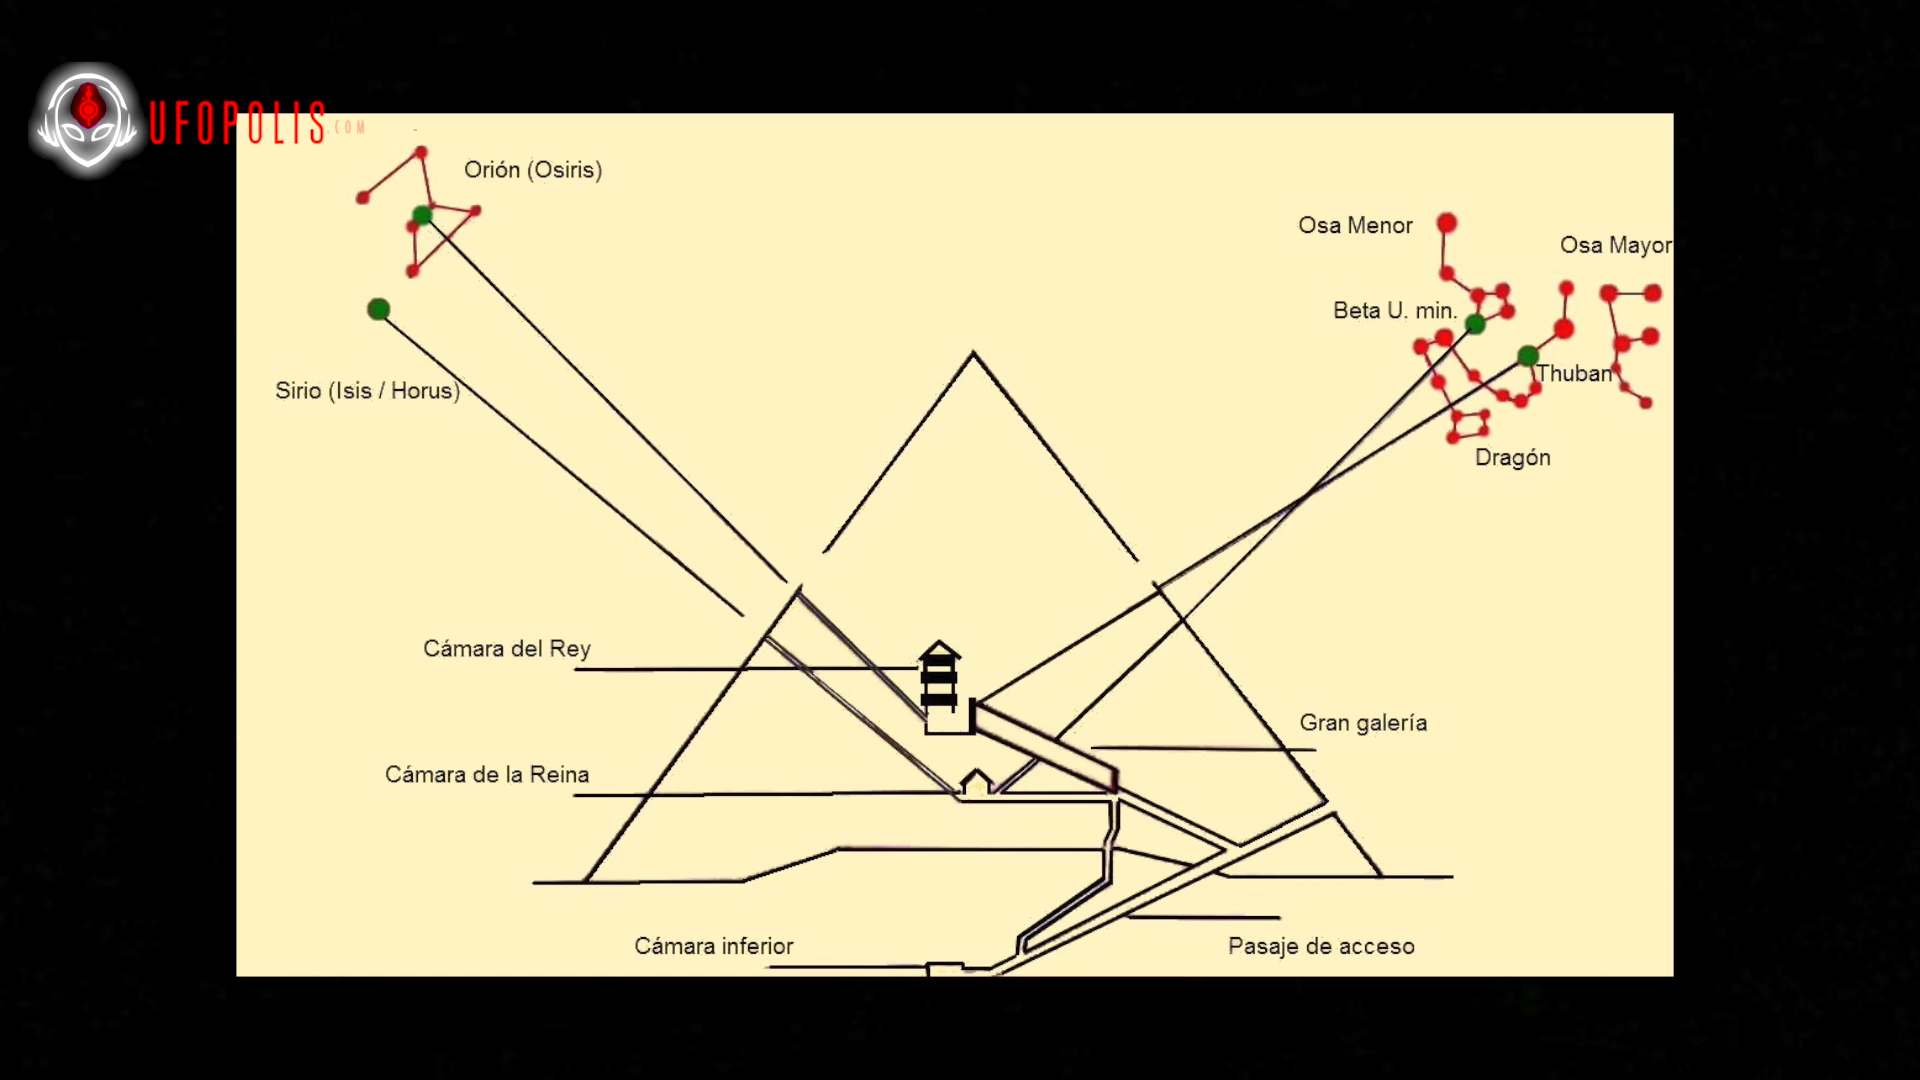 UFOPOLIS.COM
Orión (Osiris)
Osa Menor
Osa Mayor
Beta U. min.
Thuban
Sirio (Isis / Horus)
Dragón
Cámara del Rey
Gran galería
Cámara de la Reina
Cámara inferior
Pasaje de acceso